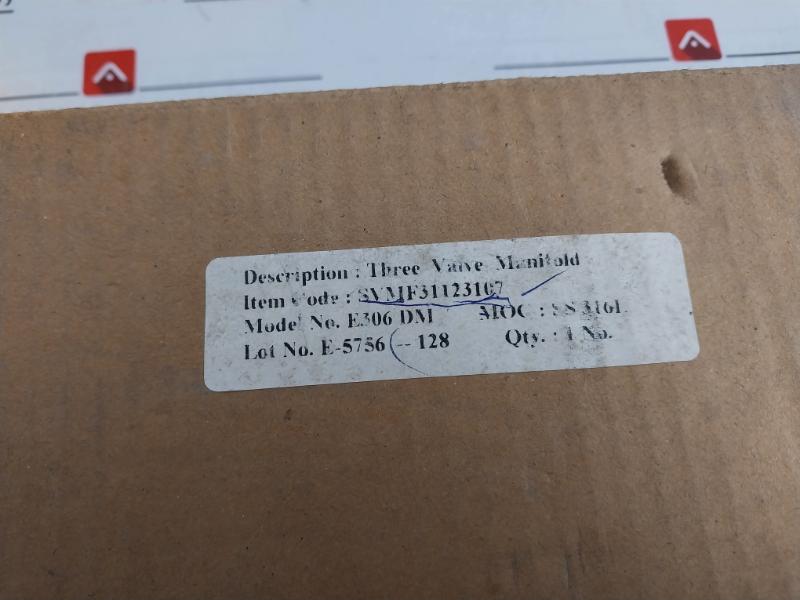 Description : Three Valve Manifold
Item Code : SVMF31123107
Model No. E306 DM MOC : SS 316L
Lot No. E-5756 -- 128 Qty. : 1 No.